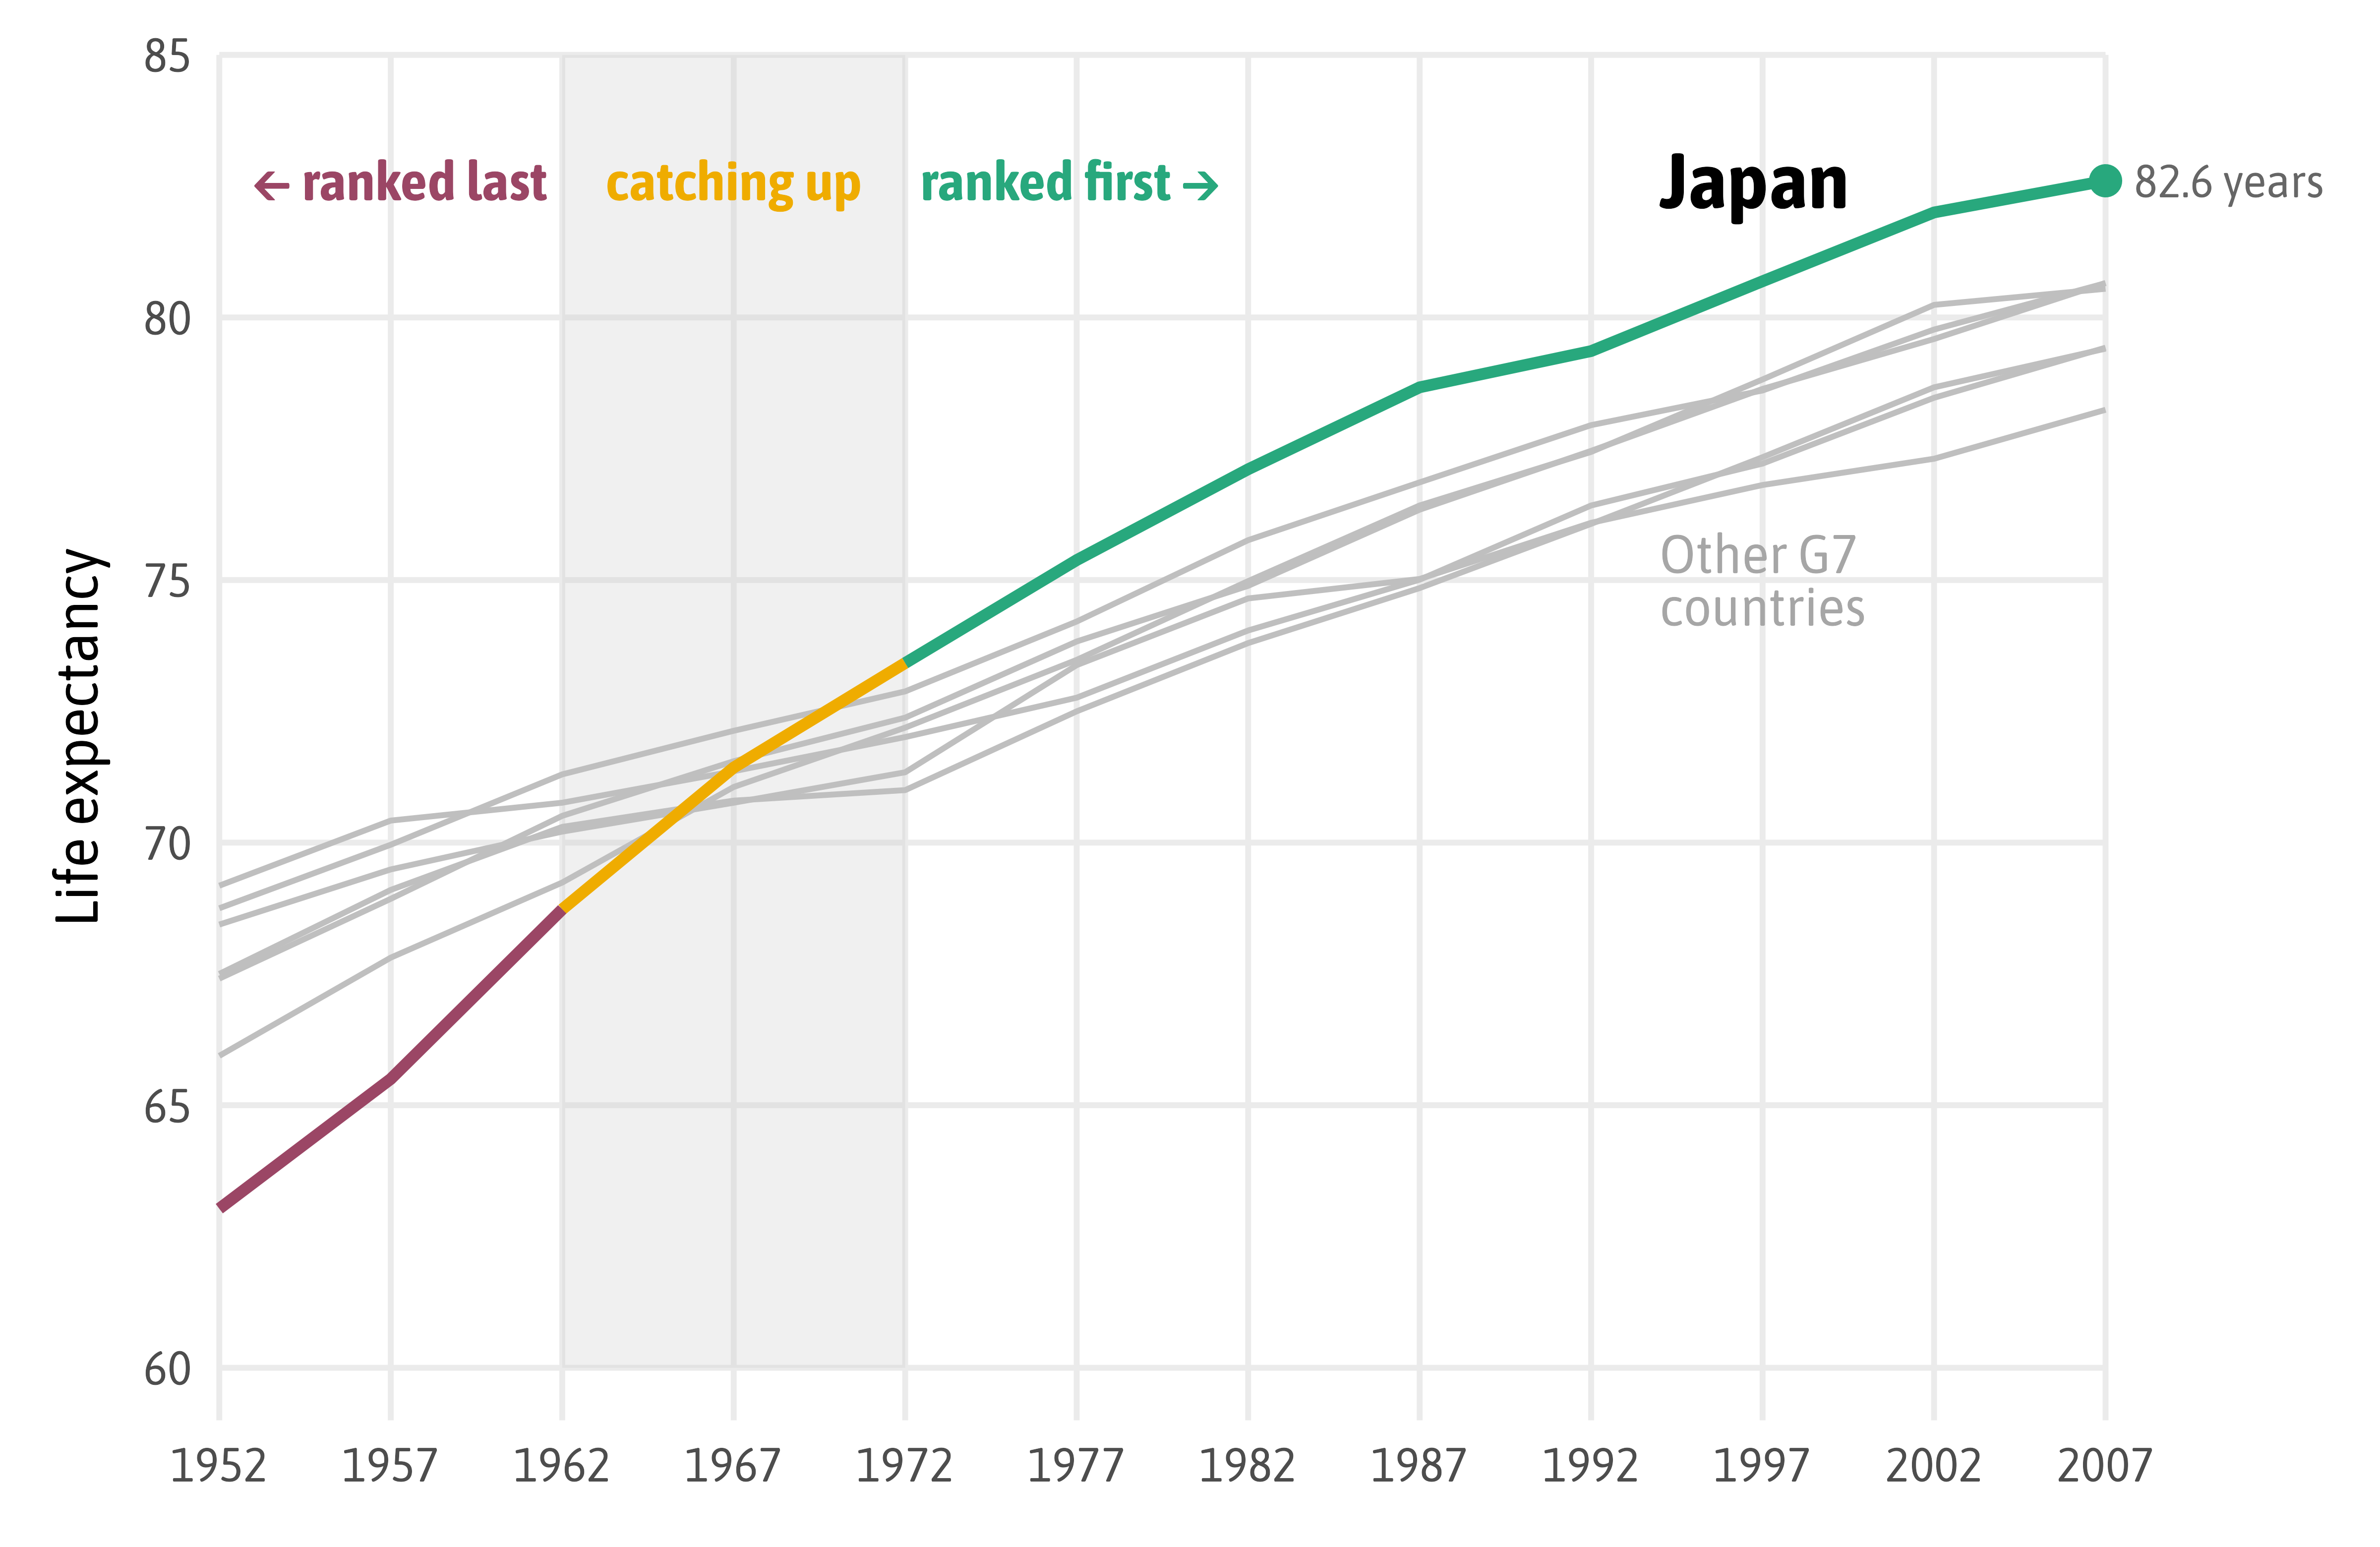 85
← ranked last
catching up
ranked first →
Japan
82.6 years
80
Other G7
countries
75
Life expectancy
70
65
60
1952 1957 1962 1967 1972 1977 1982 1987 1992 1997 2002 2007